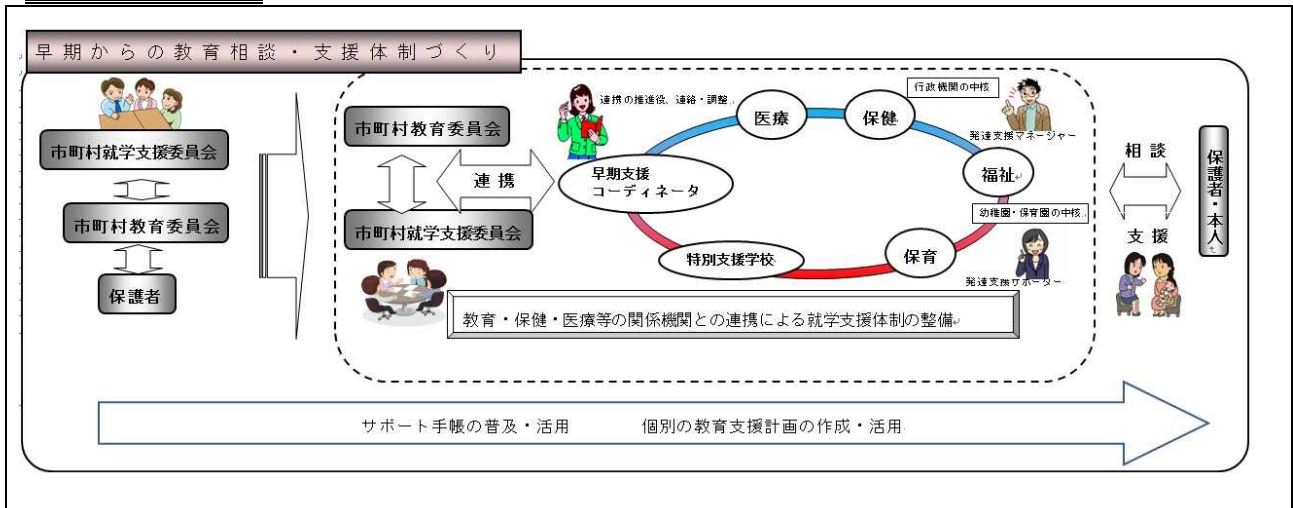 早期からの教育相談・支援体制づくり
市町村就学支援委員会
市町村教育委員会
保護者
市町村教育委員会
連携
市町村就学支援委員会
連携の推進役、連絡・調整
早期支援
コーディネータ
医療
保健
福祉
保育
特別支援学校
行政機関の中核
発達支援マネージャー
幼稚園・保育園の中核
発達支援サポーター
教育・保健・医療等の関係機関との連携による就学支援体制の整備
相談
支援
保護者・本人
サポート手帳の普及・活用 個別の教育支援計画の作成・活用